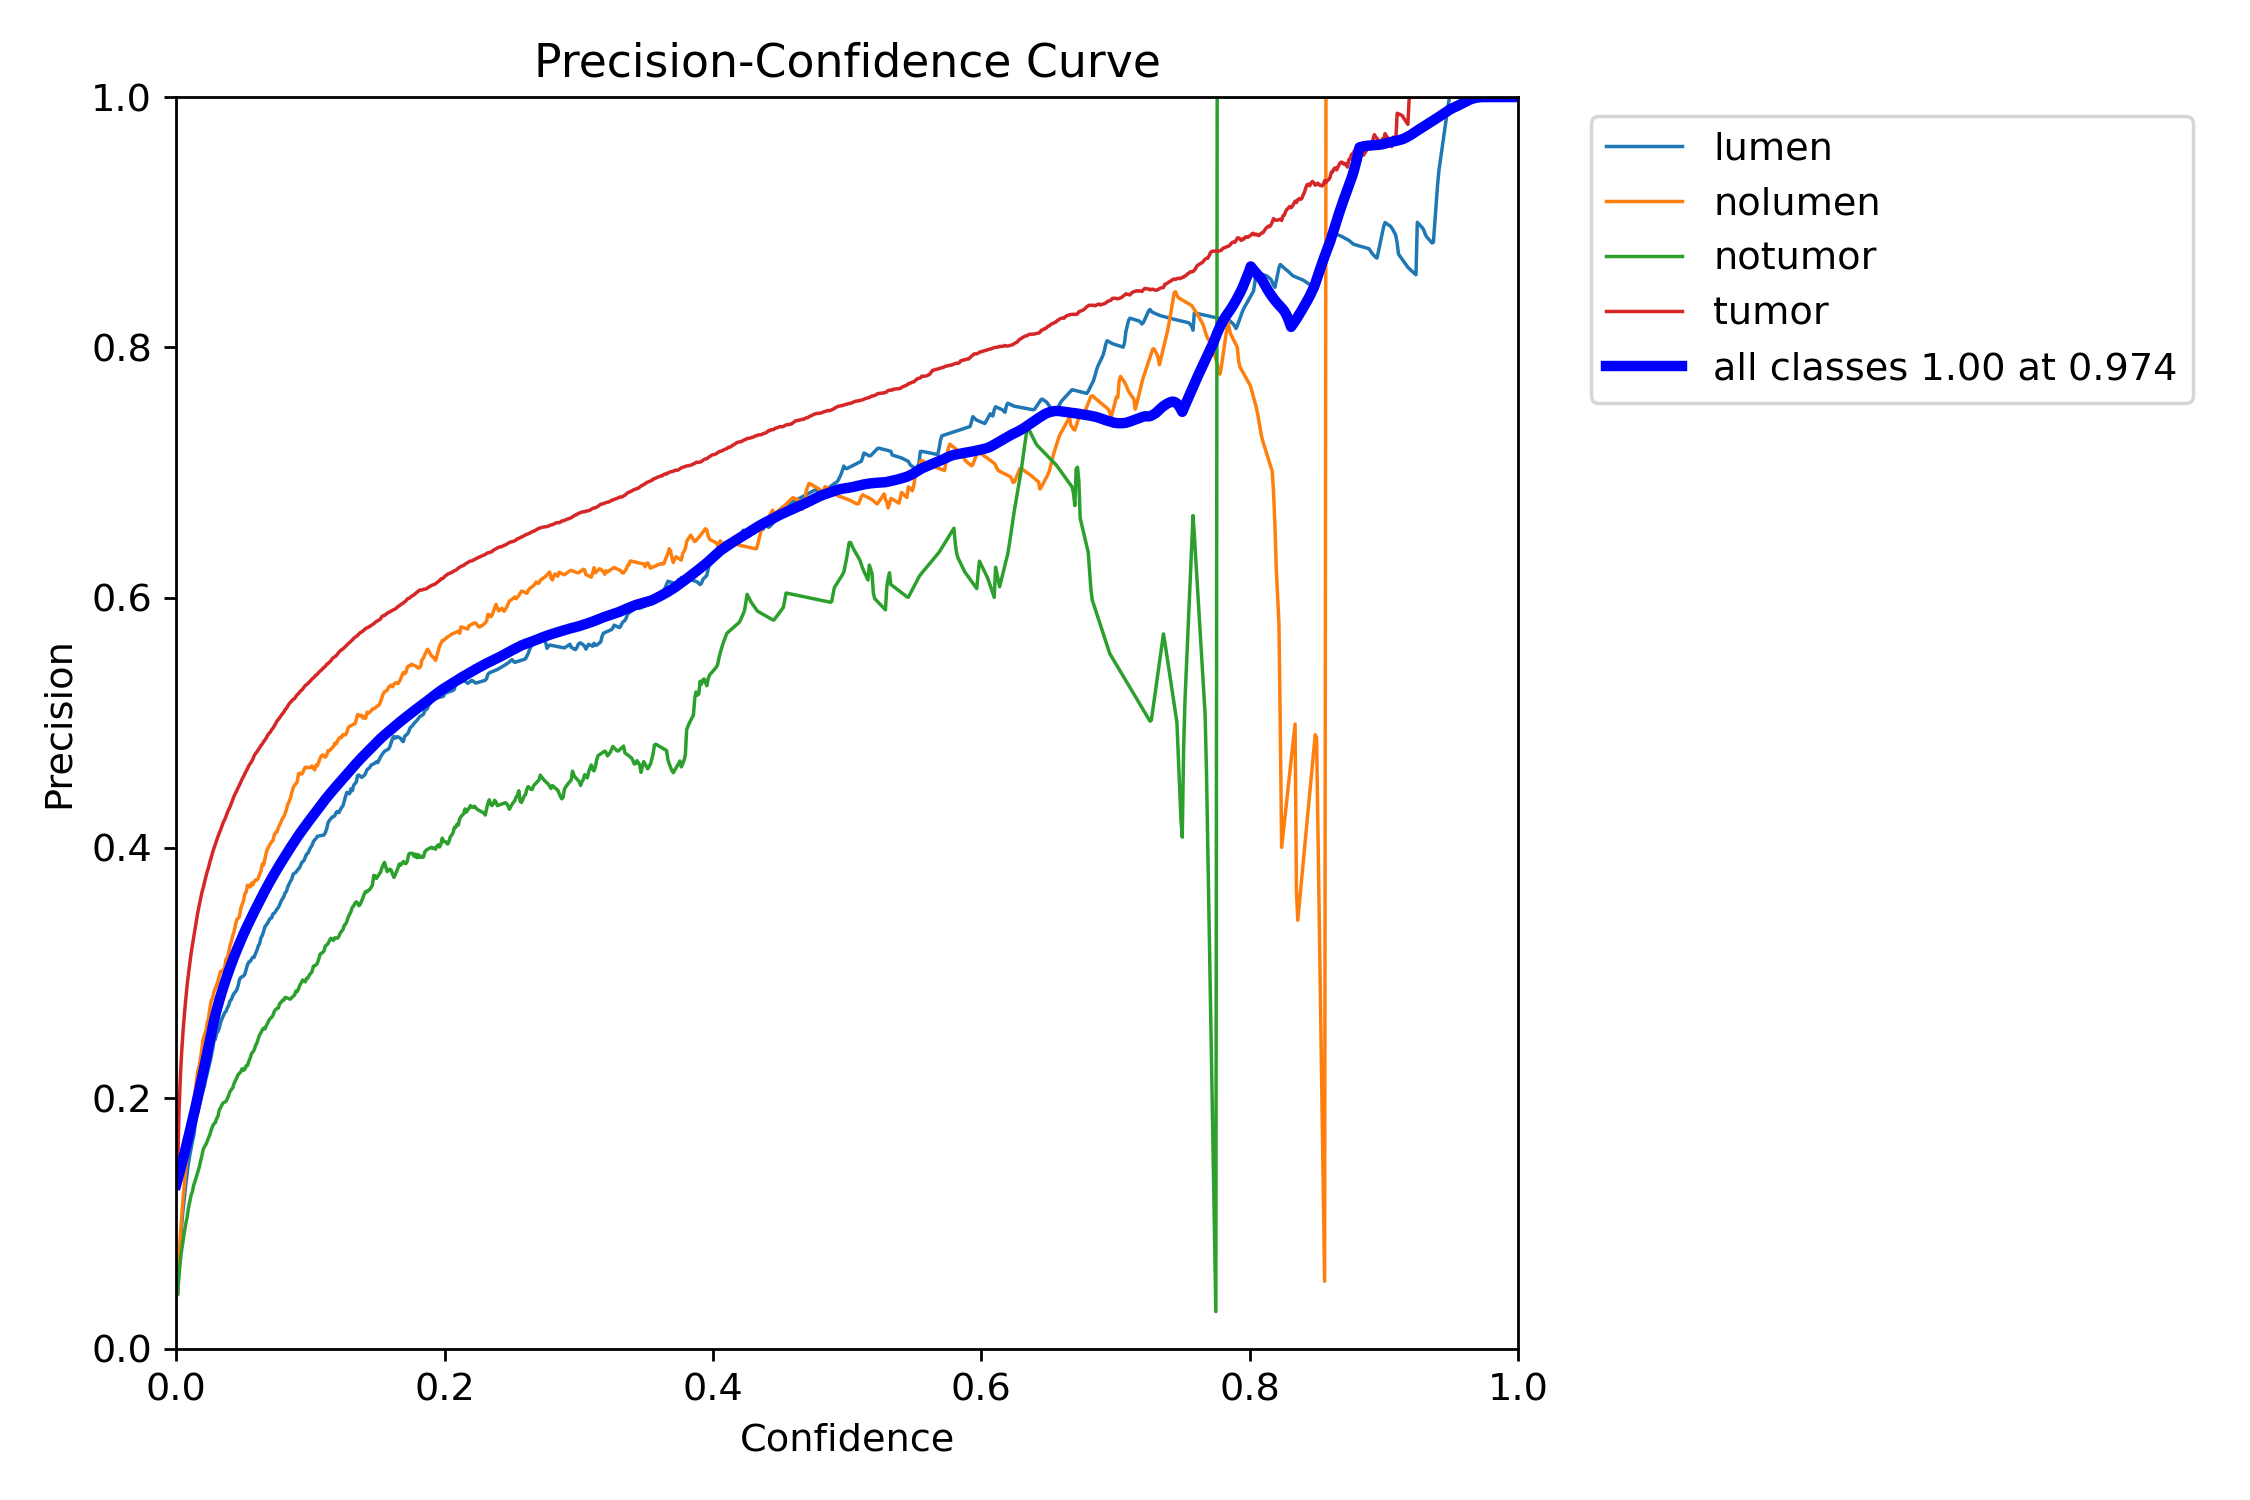 Precision-Confidence Curve
1.0
0.8
0.6
0.4
0.2
0.0
Precision
0.0 0.2 0.4 0.6 0.8 1.0
Confidence
lumen
nolumen
notumor
tumor
all classes 1.00 at 0.974